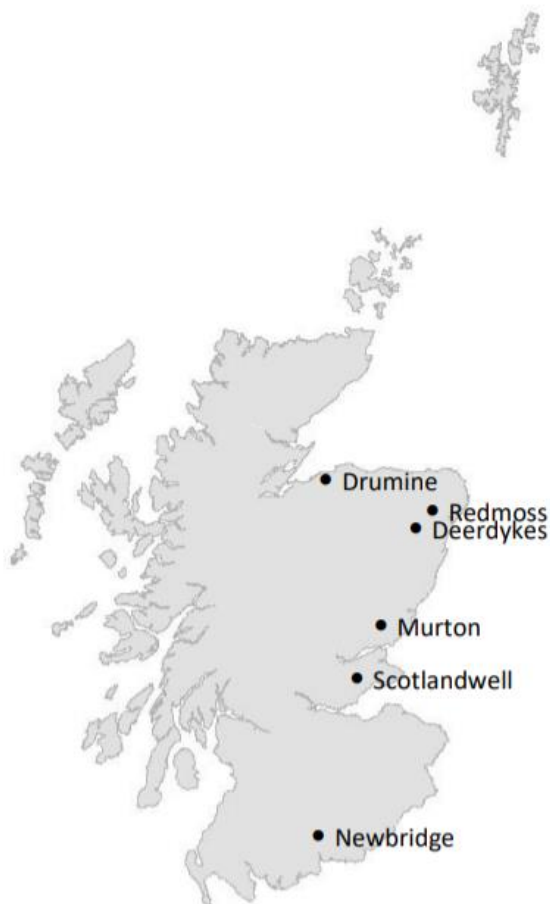 Drumine
Redmoss
Deerdykes
Murton
Scotlandwell
Newbridge